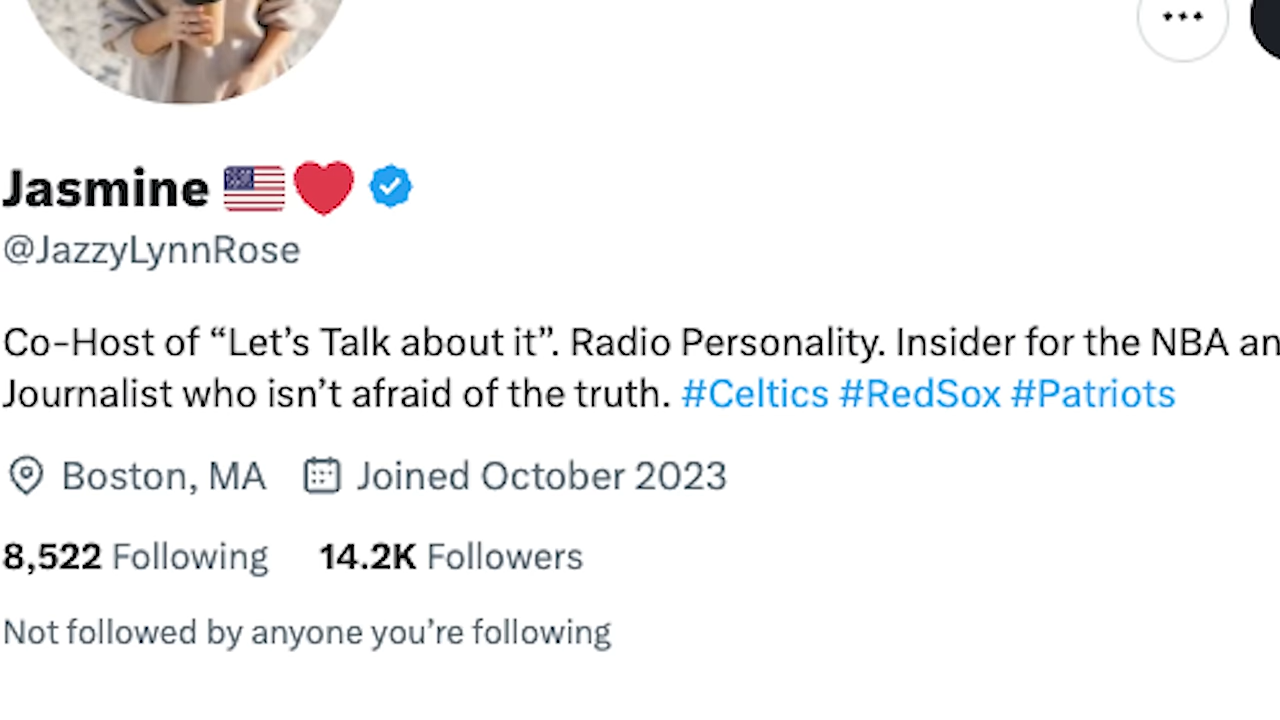 Jasmine 🇺🇸❤️
@JazzyLynnRose
Co-Host of “Let’s Talk about it”. Radio Personality. Insider for the NBA an
Journalist who isn’t afraid of the truth. #Celtics #RedSox #Patriots
Boston, MA Joined October 2023
8,522 Following 14.2K Followers
Not followed by anyone you’re following